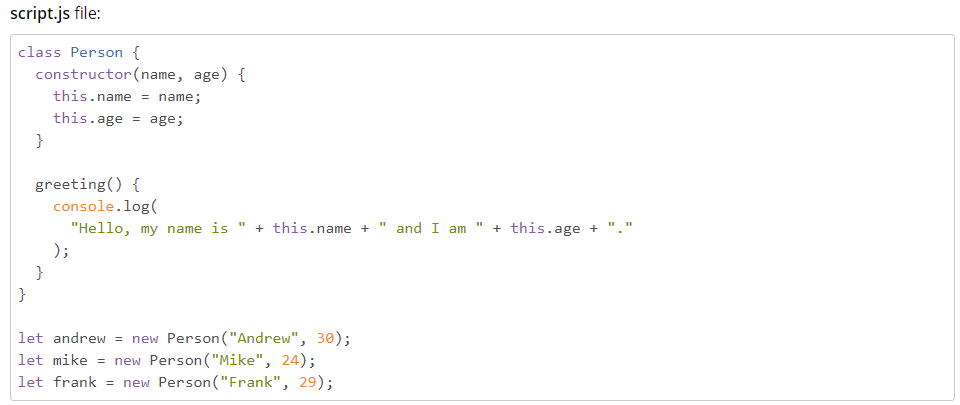 script.js file:
class Person {
  constructor(name, age) {
    this.name = name;
    this.age = age;
  }
  greeting() {
    console.log(
      "Hello, my name is " + this.name + " and I am " + this.age + "."
    );
  }
}
let andrew = new Person("Andrew", 30);
let mike = new Person("Mike", 24);
let frank = new Person("Frank", 29);